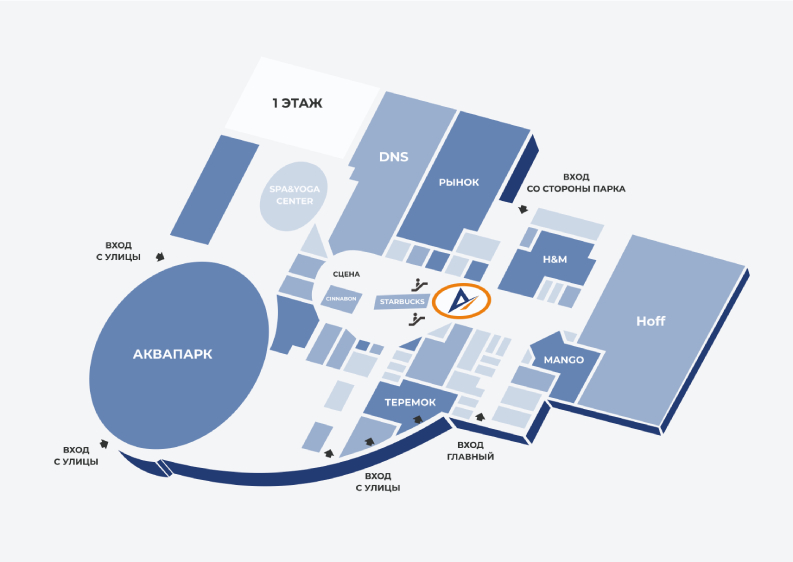 1 ЭТАЖ
DNS
РЫНОК
ВХОД
СО СТОРОНЫ ПАРКА
SPA&YOGA
CENTER
ВХОД
С УЛИЦЫ
H&M
СЦЕНА
CINNABON
STARBUCKS
Hoff
АКВАПАРК
MANGO
ТЕРЕМОК
ВХОД
ГЛАВНЫЙ
ВХОД
С УЛИЦЫ
ВХОД
С УЛИЦЫ